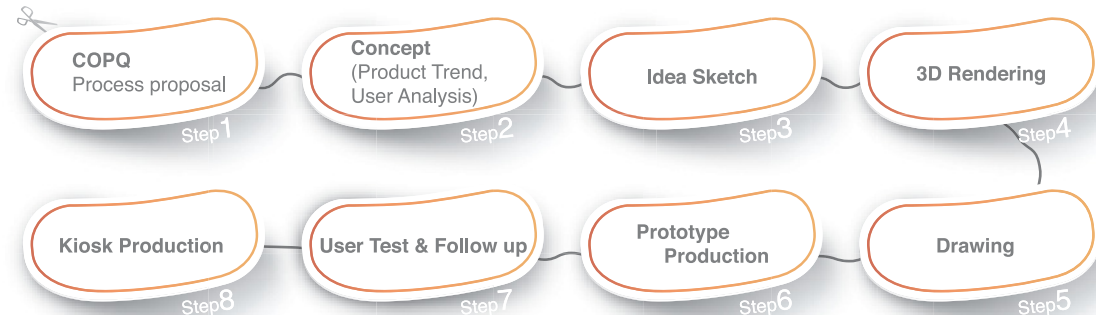 COPQ
Process proposal
Step1
Concept
(Product Trend,
User Analysis)
Step2
Idea Sketch
Step3
3D Rendering
Step4
Drawing
Step5
Prototype
Production
Step6
User Test & Follow up
Step7
Kiosk Production
Step8